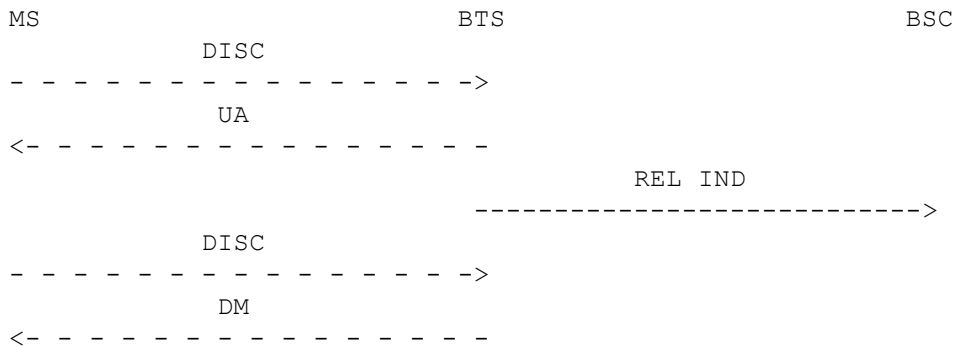 MS BTS BSC
DISC
- - - - - - - - - - - - - - ->
UA
<- - - - - - - - - - - - - - -
REL IND
---------------------------->
DISC
- - - - - - - - - - - - - - ->
DM
<- - - - - - - - - - - - - - -